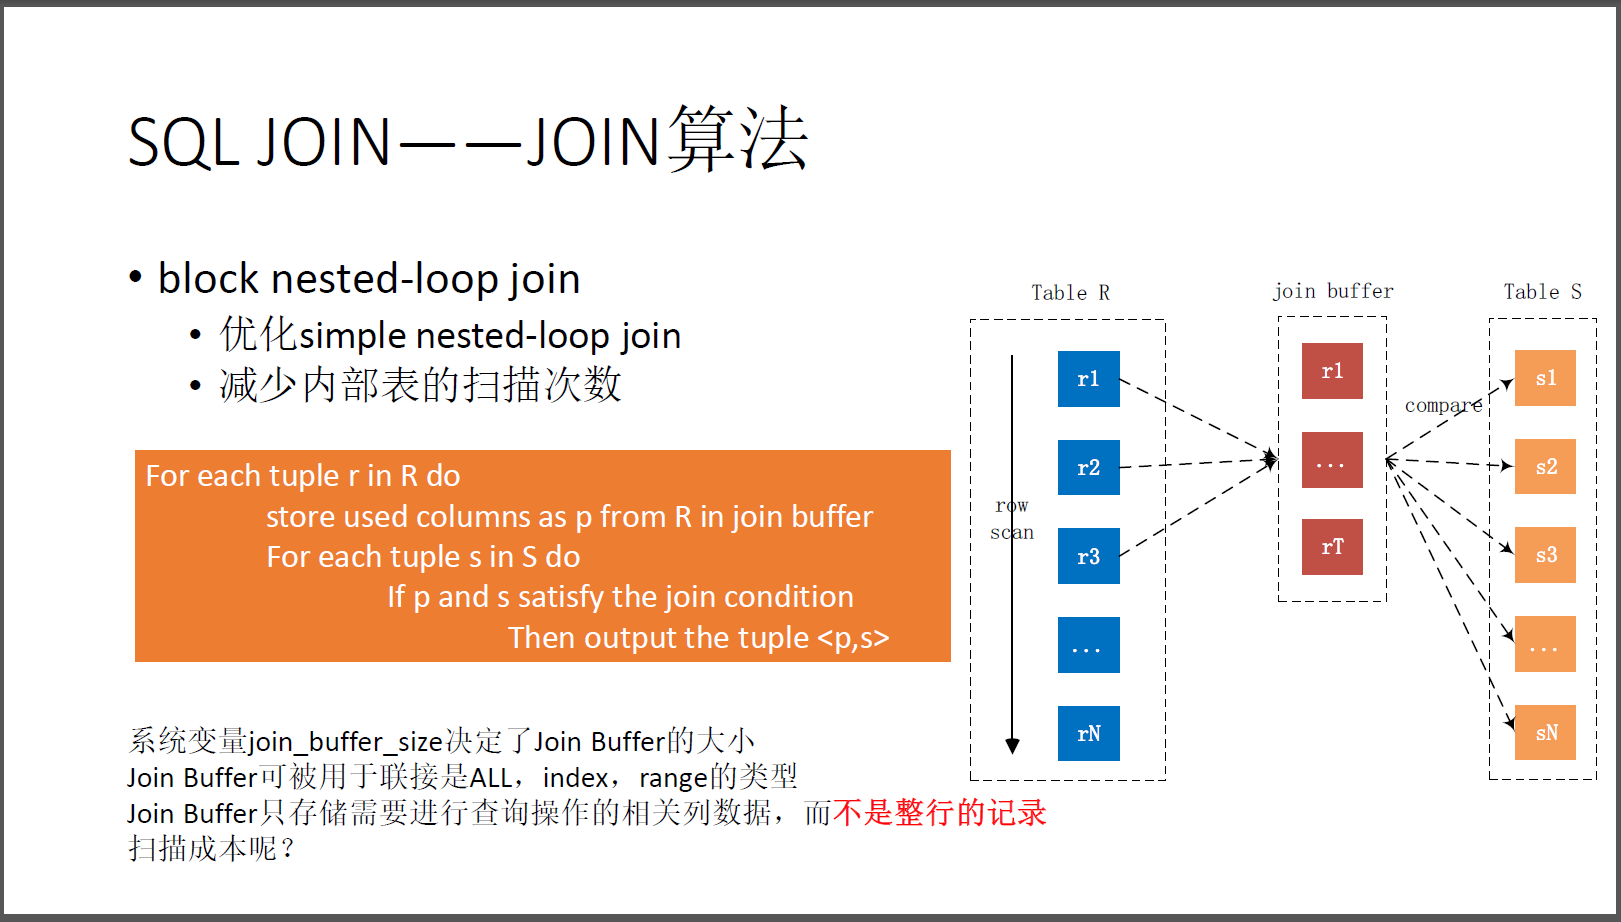 SQL JOIN——JOIN算法
• block nested-loop join
• 优化simple nested-loop join
• 减少内部表的扫描次数
For each tuple r in R do
store used columns as p from R in join buffer
For each tuple s in S do
If p and s satisfy the join condition
Then output the tuple <p,s>
系统变量join_buffer_size决定了Join Buffer的大小
Join Buffer可被用于联接是ALL，index，range的类型
Join Buffer只存储需要进行查询操作的相关列数据，而不是整行的记录
扫描成本呢？
Table R
row
scan
r1
r2
r3
...
rN
join buffer
r1
...
rT
compare
Table S
s1
s2
s3
...
sN